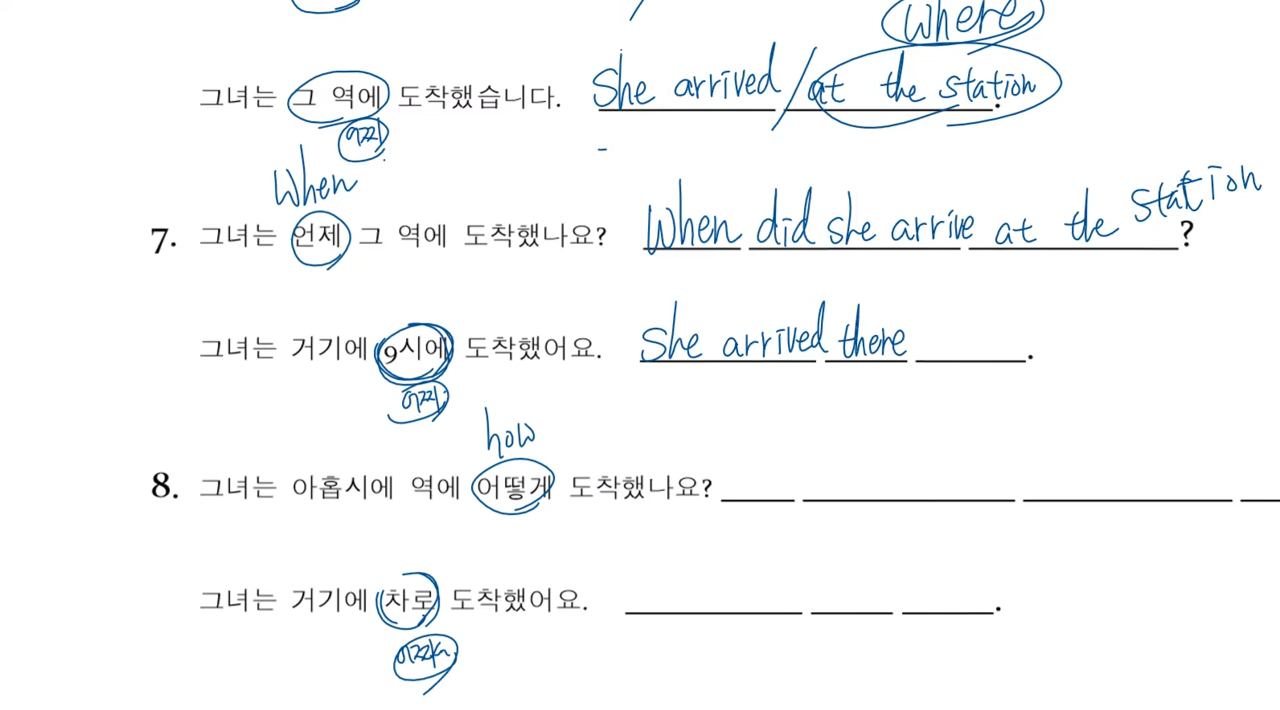 where
그녀는 그 역에 도착했습니다. She arrived / at the station.
When
7. 그녀는 언제 그 역에 도착했나요? When did she arrive at the station?
그녀는 거기에 9시에 도착했어요. She arrived there .
how
8. 그녀는 아홉시에 역에 어떻게 도착했나요?
그녀는 거기에 차로 도착했어요. .